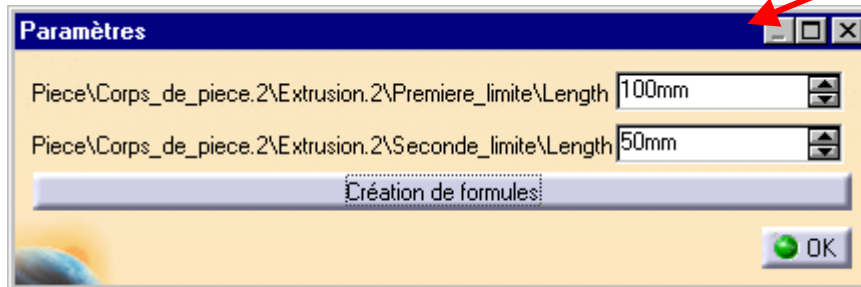 Paramètres
Piece\Corps_de_piece.2\Extrusion.2\Premiere_limite\Length 100mm
Piece\Corps_de_piece.2\Extrusion.2\Seconde_limite\Length 50mm
Création de formules
OK